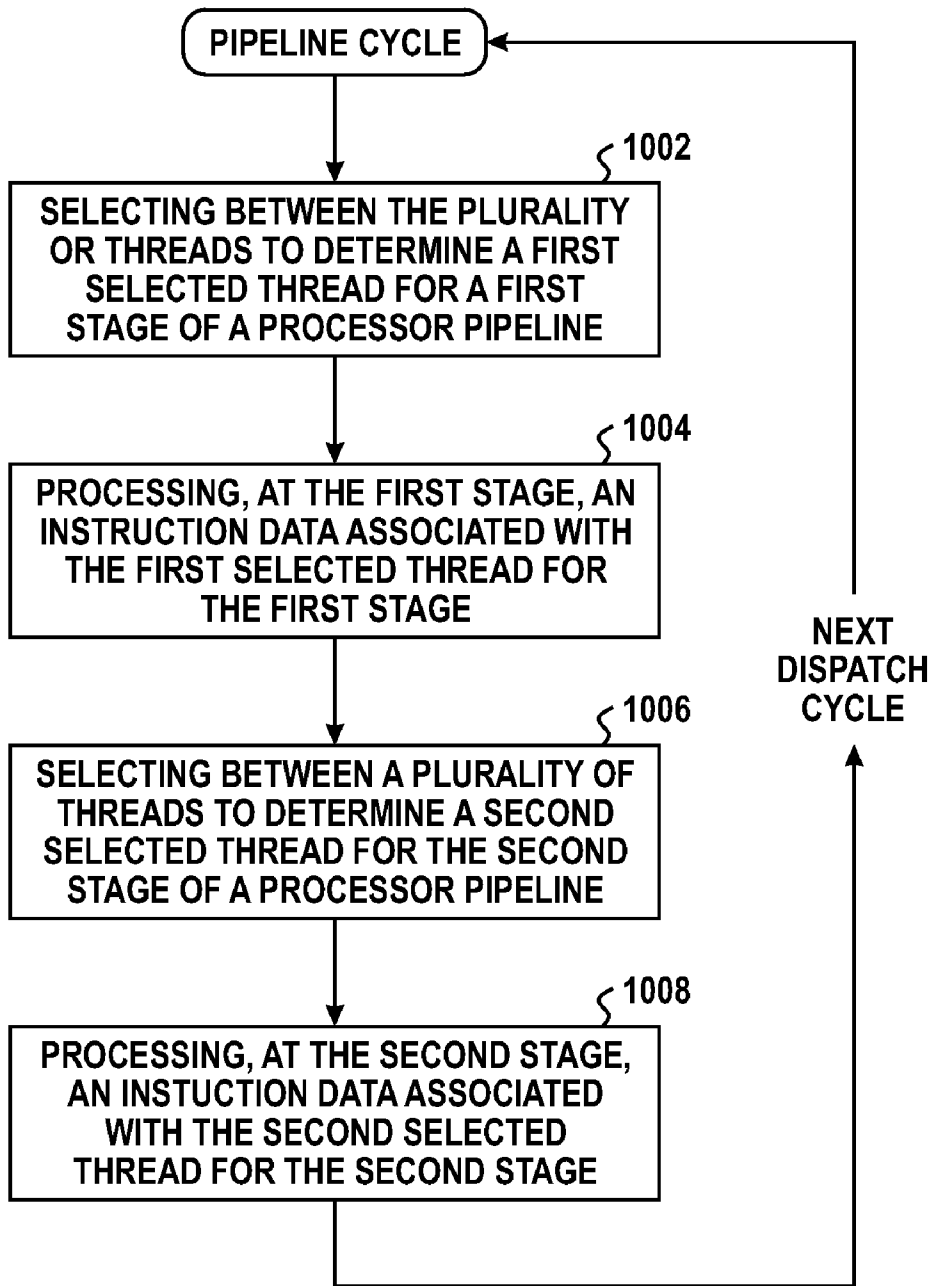 PIPELINE CYCLE
1002
SELECTING BETWEEN THE PLURALITY
OR THREADS TO DETERMINE A FIRST
SELECTED THREAD FOR A FIRST
STAGE OF A PROCESSOR PIPELINE
1004
PROCESSING, AT THE FIRST STAGE, AN
INSTRUCTION DATA ASSOCIATED WITH
THE FIRST SELECTED THREAD FOR
THE FIRST STAGE
NEXT
DISPATCH
CYCLE
1006
SELECTING BETWEEN A PLURALITY OF
THREADS TO DETERMINE A SECOND
SELECTED THREAD FOR THE SECOND
STAGE OF A PROCESSOR PIPELINE
1008
PROCESSING, AT THE SECOND STAGE,
AN INSTUCTION DATA ASSOCIATED
WITH THE SECOND SELECTED
THREAD FOR THE SECOND STAGE